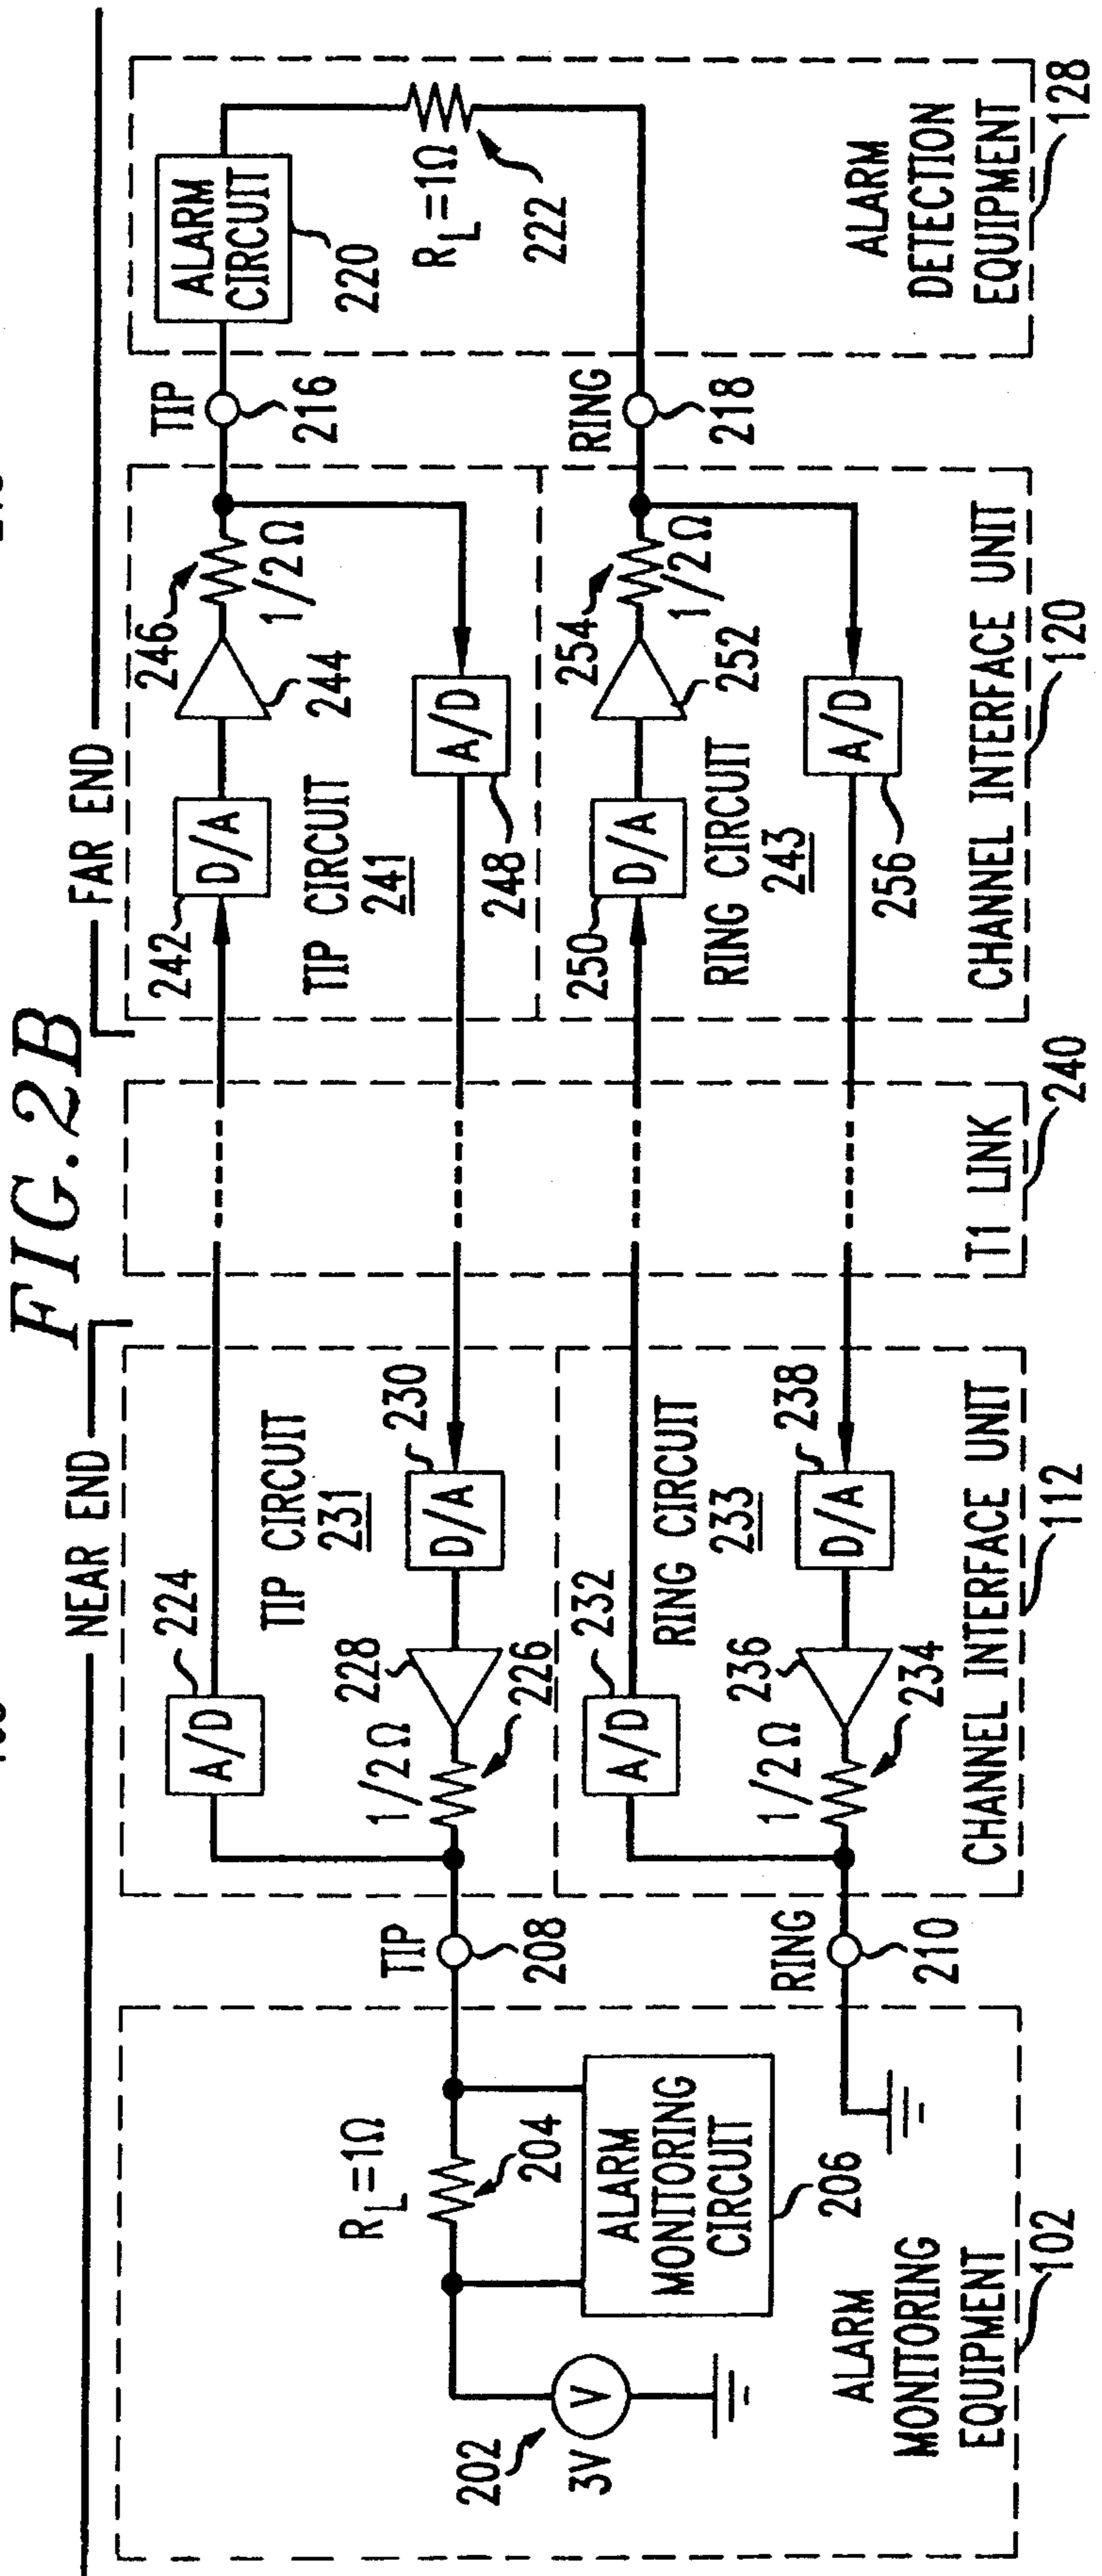 FIG. 2B
NEAR END
FAR END
224
A/D
TIP CIRCUIT
231
230
D/A
228
1/2 Ω
226
TIP
208
R_L = 1Ω
204
ALARM
MONITORING
CIRCUIT
206
202
3V
V
ALARM
MONITORING
EQUIPMENT
102
RING
210
232
A/D
RING CIRCUIT
233
238
D/A
236
1/2 Ω
234
CHANNEL INTERFACE UNIT
112
T1 LINK
240
242
D/A
246
244
1/2 Ω
TIP CIRCUIT
241
A/D
248
250
D/A
254
252
1/2 Ω
RING CIRCUIT
243
A/D
256
CHANNEL INTERFACE UNIT
120
TIP
216
RING
218
ALARM
CIRCUIT
220
R_L = 1Ω
222
ALARM
DETECTION
EQUIPMENT
128